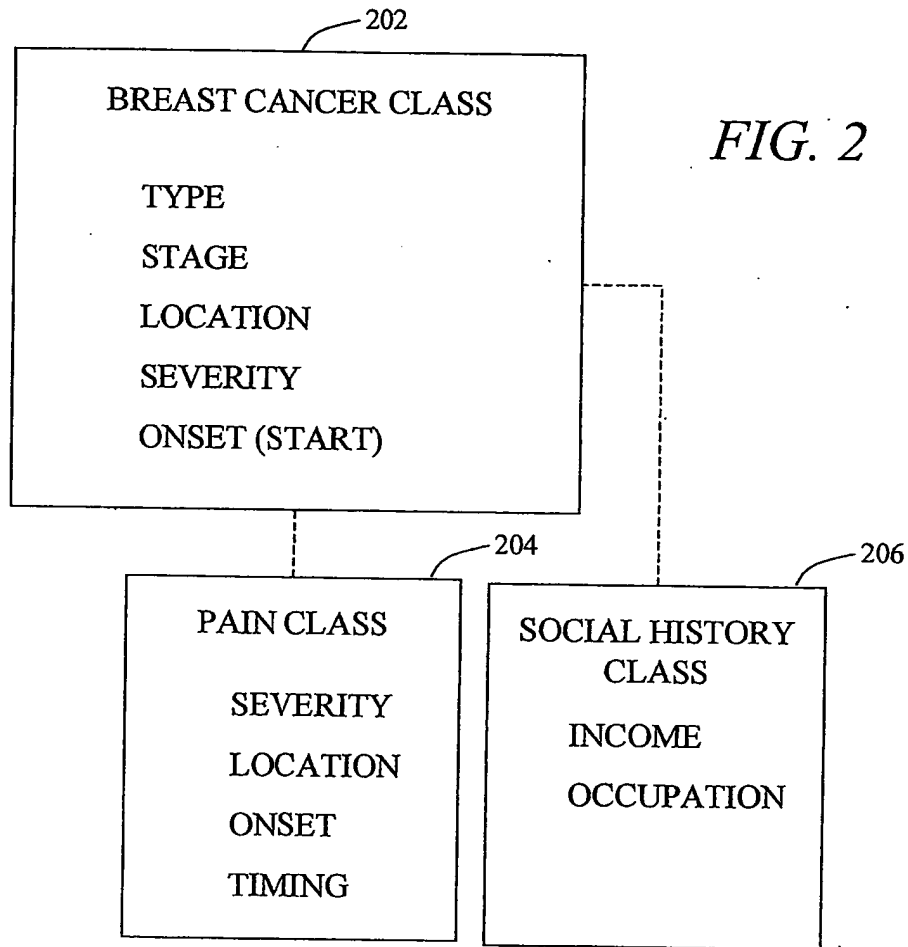 202
BREAST CANCER CLASS
FIG. 2
TYPE
STAGE
LOCATION
SEVERITY
ONSET (START)
204
206
PAIN CLASS
SEVERITY
LOCATION
ONSET
TIMING
SOCIAL HISTORY
CLASS
INCOME
OCCUPATION